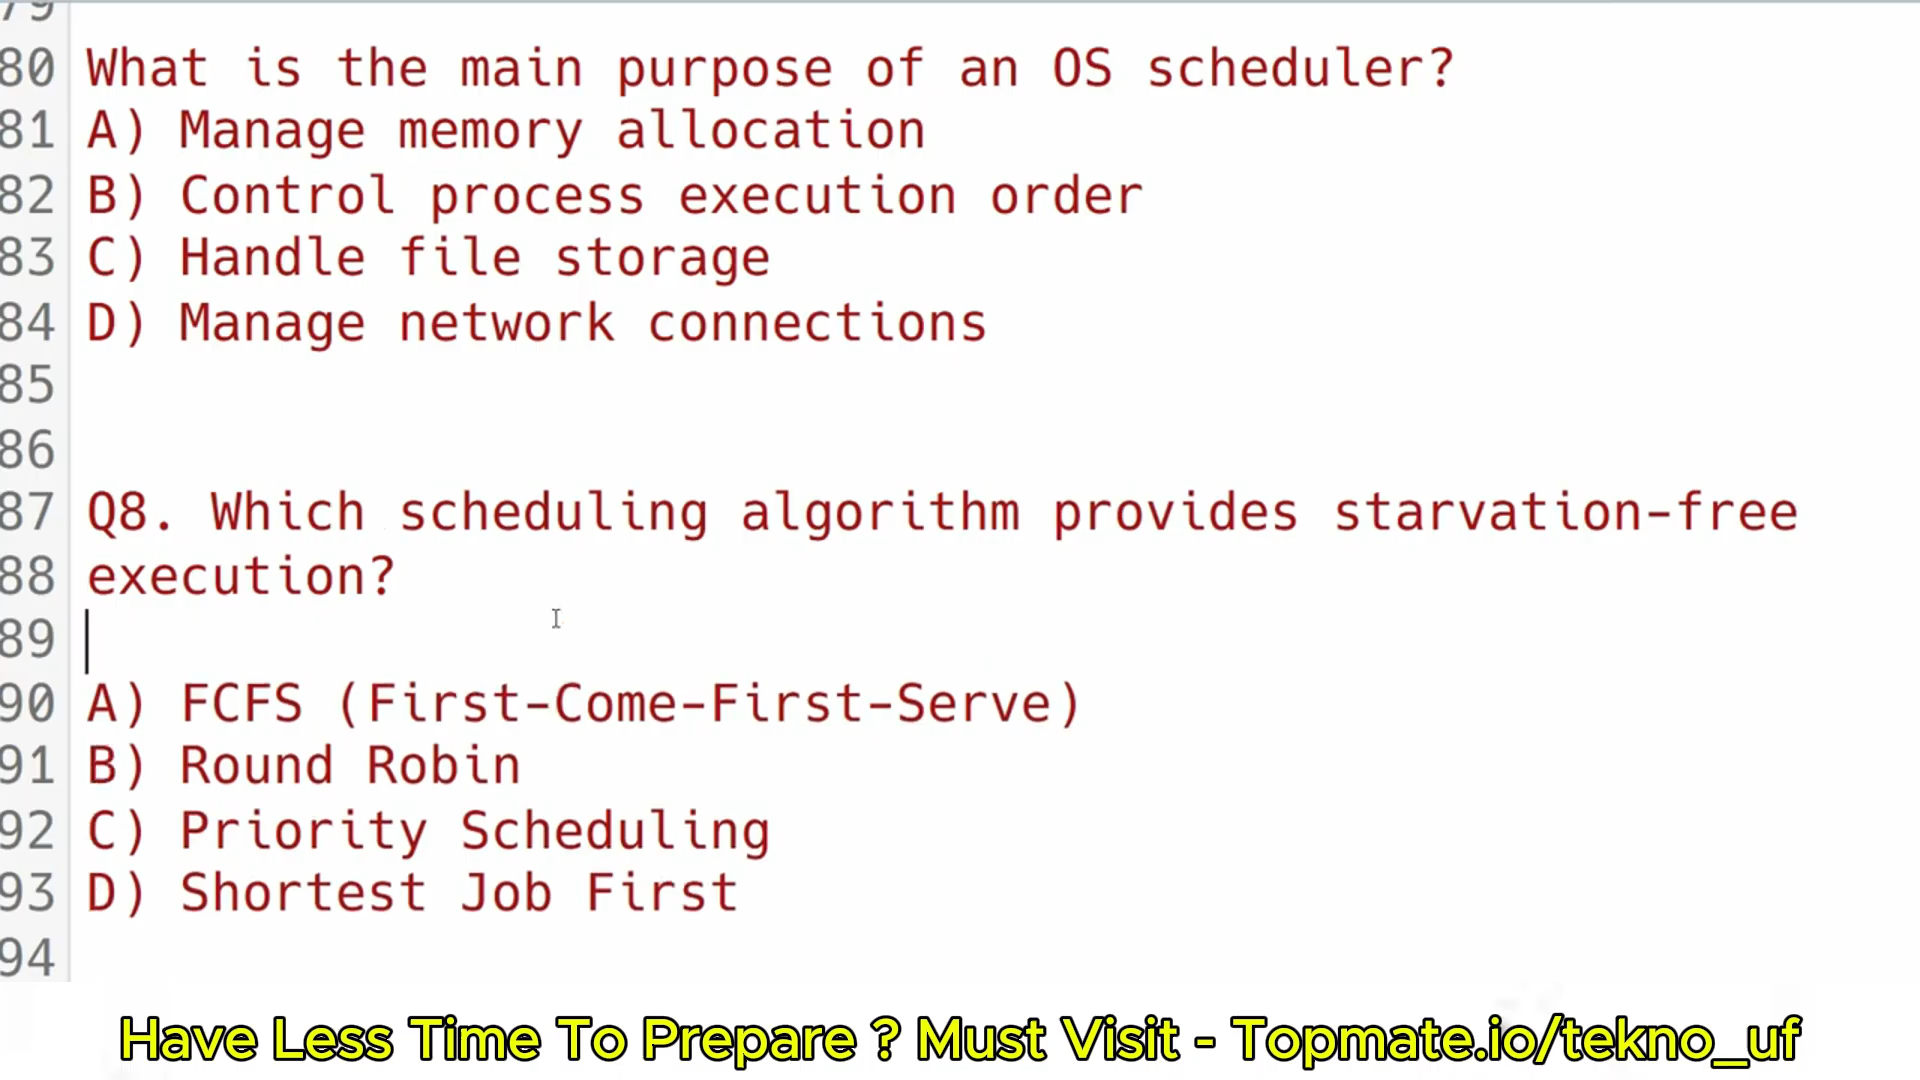 79
80 What is the main purpose of an OS scheduler?
81 A) Manage memory allocation
82 B) Control process execution order
83 C) Handle file storage
84 D) Manage network connections
85
86
87 Q8. Which scheduling algorithm provides starvation-free
88 execution?
89
90 A) FCFS (First-Come-First-Serve)
91 B) Round Robin
92 C) Priority Scheduling
93 D) Shortest Job First
94
Have Less Time To Prepare ? Must Visit - Topmate.io/tekno_uf